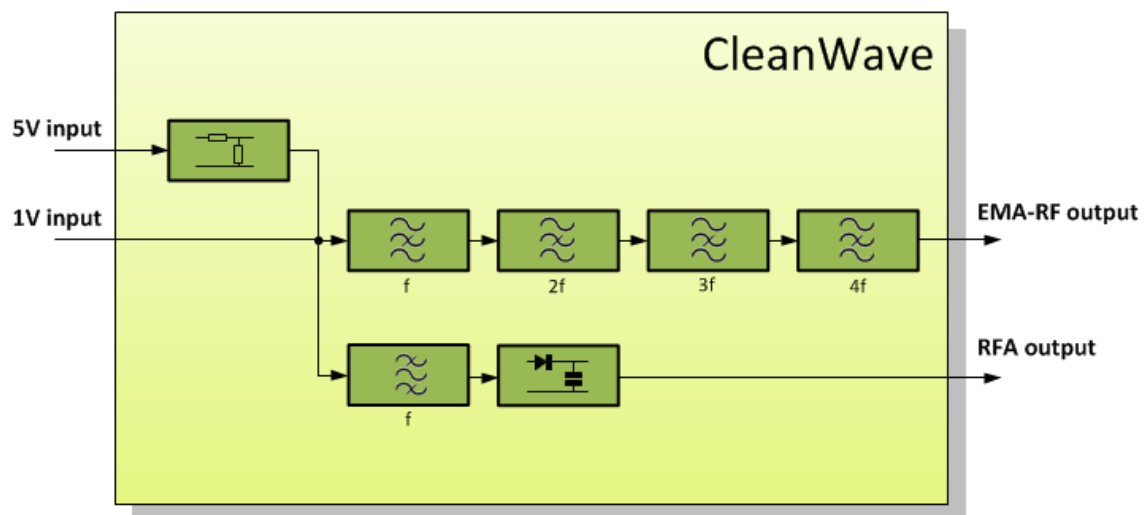 CleanWave
5V input
1V input
EMA-RF output
f
2f
3f
4f
RFA output
f